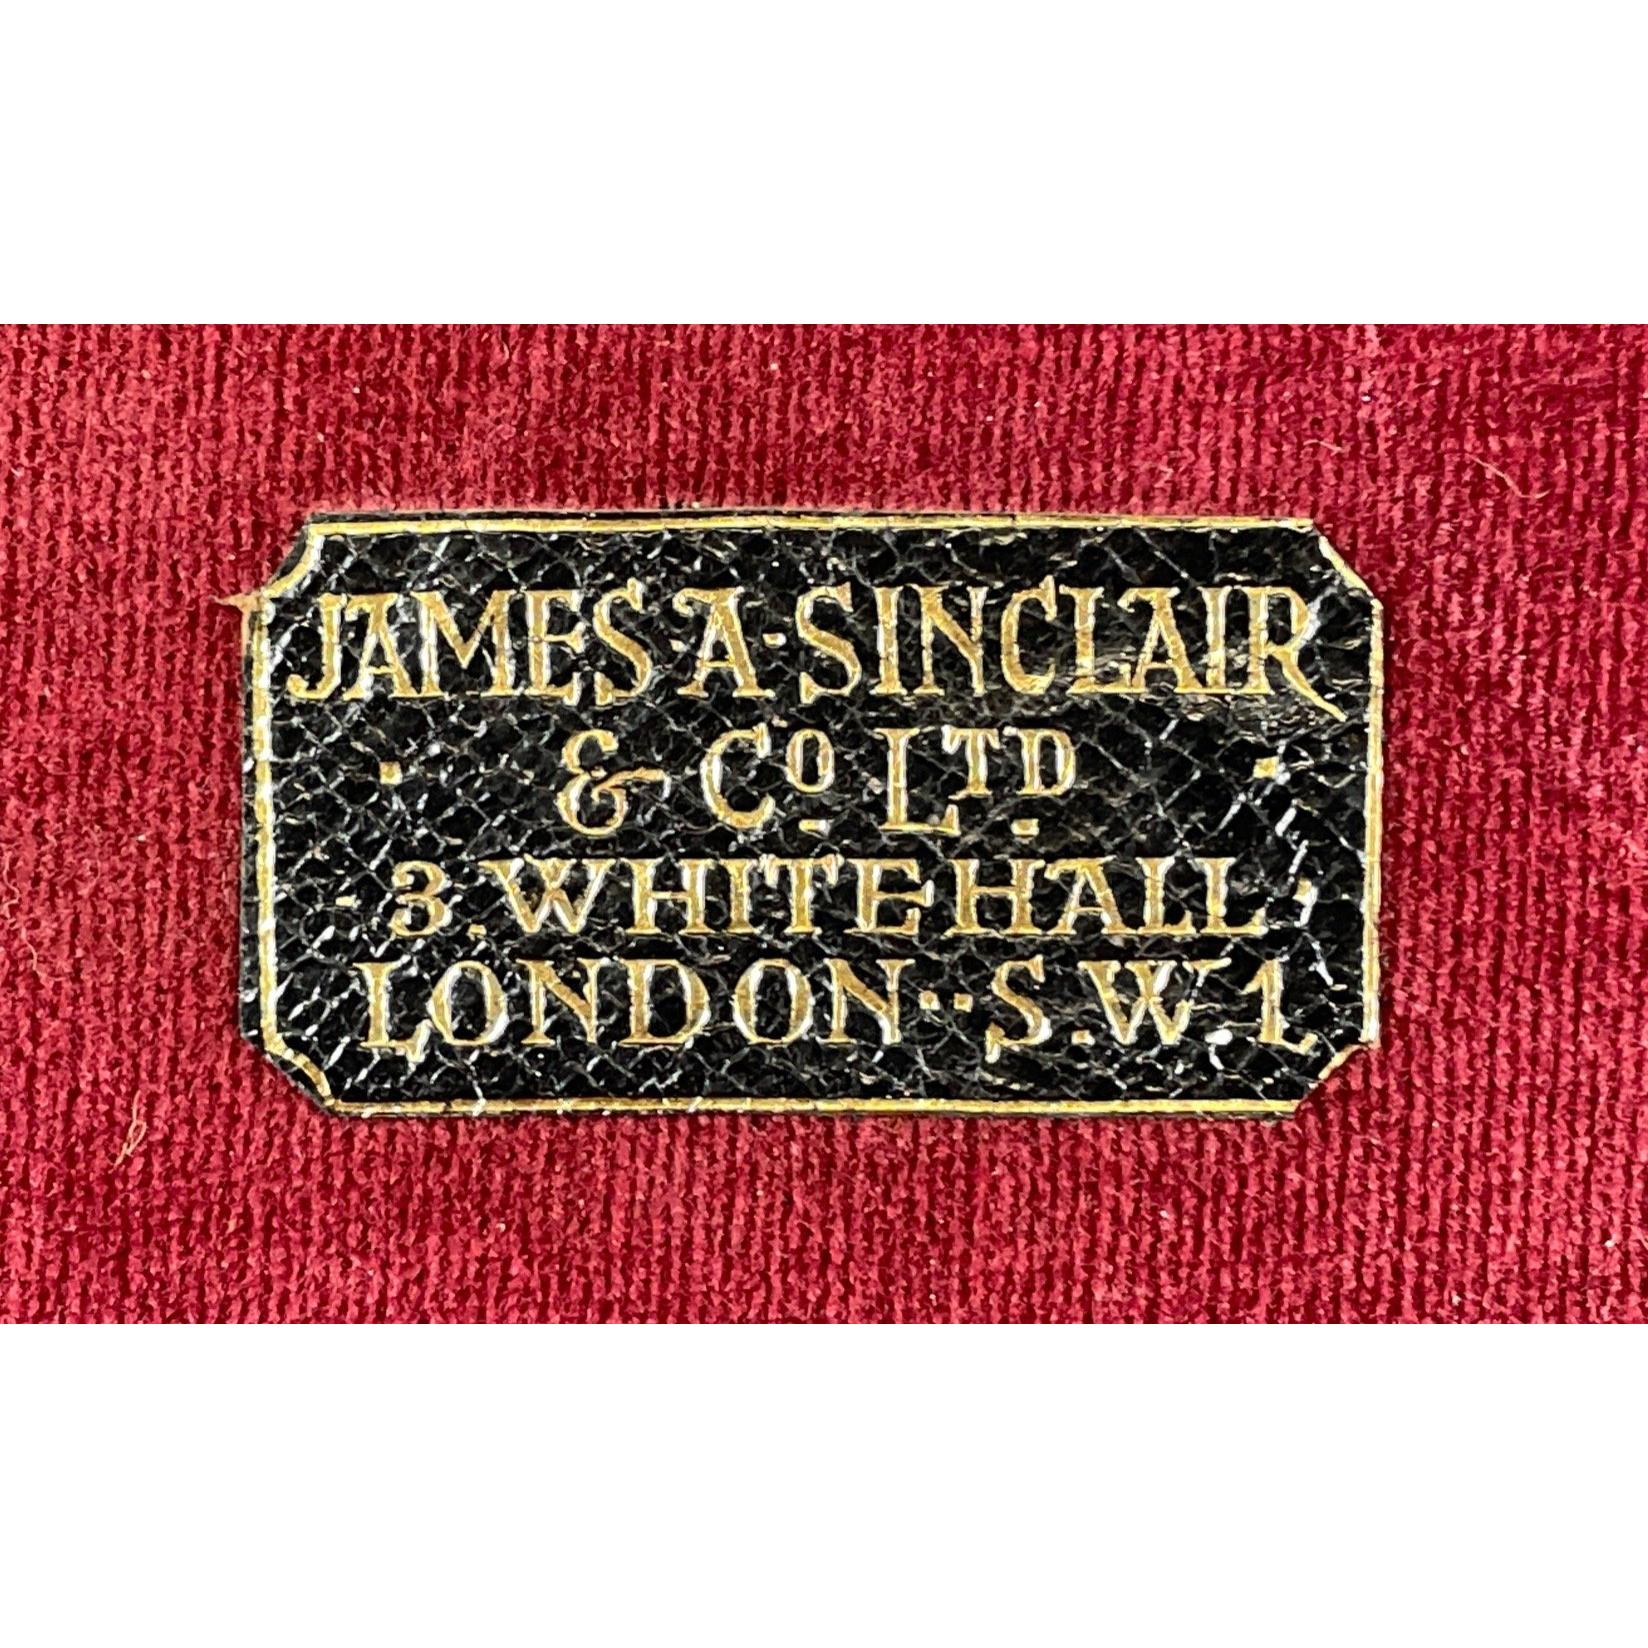 JAMES·A·SINCLAIR
· & Cᴼ. Lᵀᴰ. ·
3.WHITEHALL·
LONDON··S.W.1